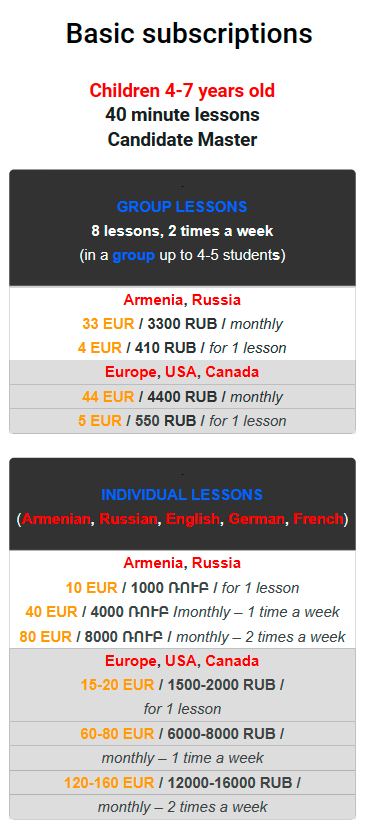 Basic subscriptions
Children 4-7 years old
40 minute lessons
Candidate Master
GROUP LESSONS
8 lessons, 2 times a week
(in a group up to 4-5 students)
Armenia, Russia
33 EUR / 3300 RUB / monthly
4 EUR / 410 RUB / for 1 lesson
Europe, USA, Canada
44 EUR / 4400 RUB / monthly
5 EUR / 550 RUB / for 1 lesson
INDIVIDUAL LESSONS
(Armenian, Russian, English, German, French)
Armenia, Russia
10 EUR / 1000 ՌՈՒԲ / for 1 lesson
40 EUR / 4000 ՌՈՒԲ /monthly – 1 time a week
80 EUR / 8000 ՌՈՒԲ / monthly – 2 times a week
Europe, USA, Canada
15-20 EUR / 1500-2000 RUB /
for 1 lesson
60-80 EUR / 6000-8000 RUB /
monthly – 1 time a week
120-160 EUR / 12000-16000 RUB /
monthly – 2 times a week